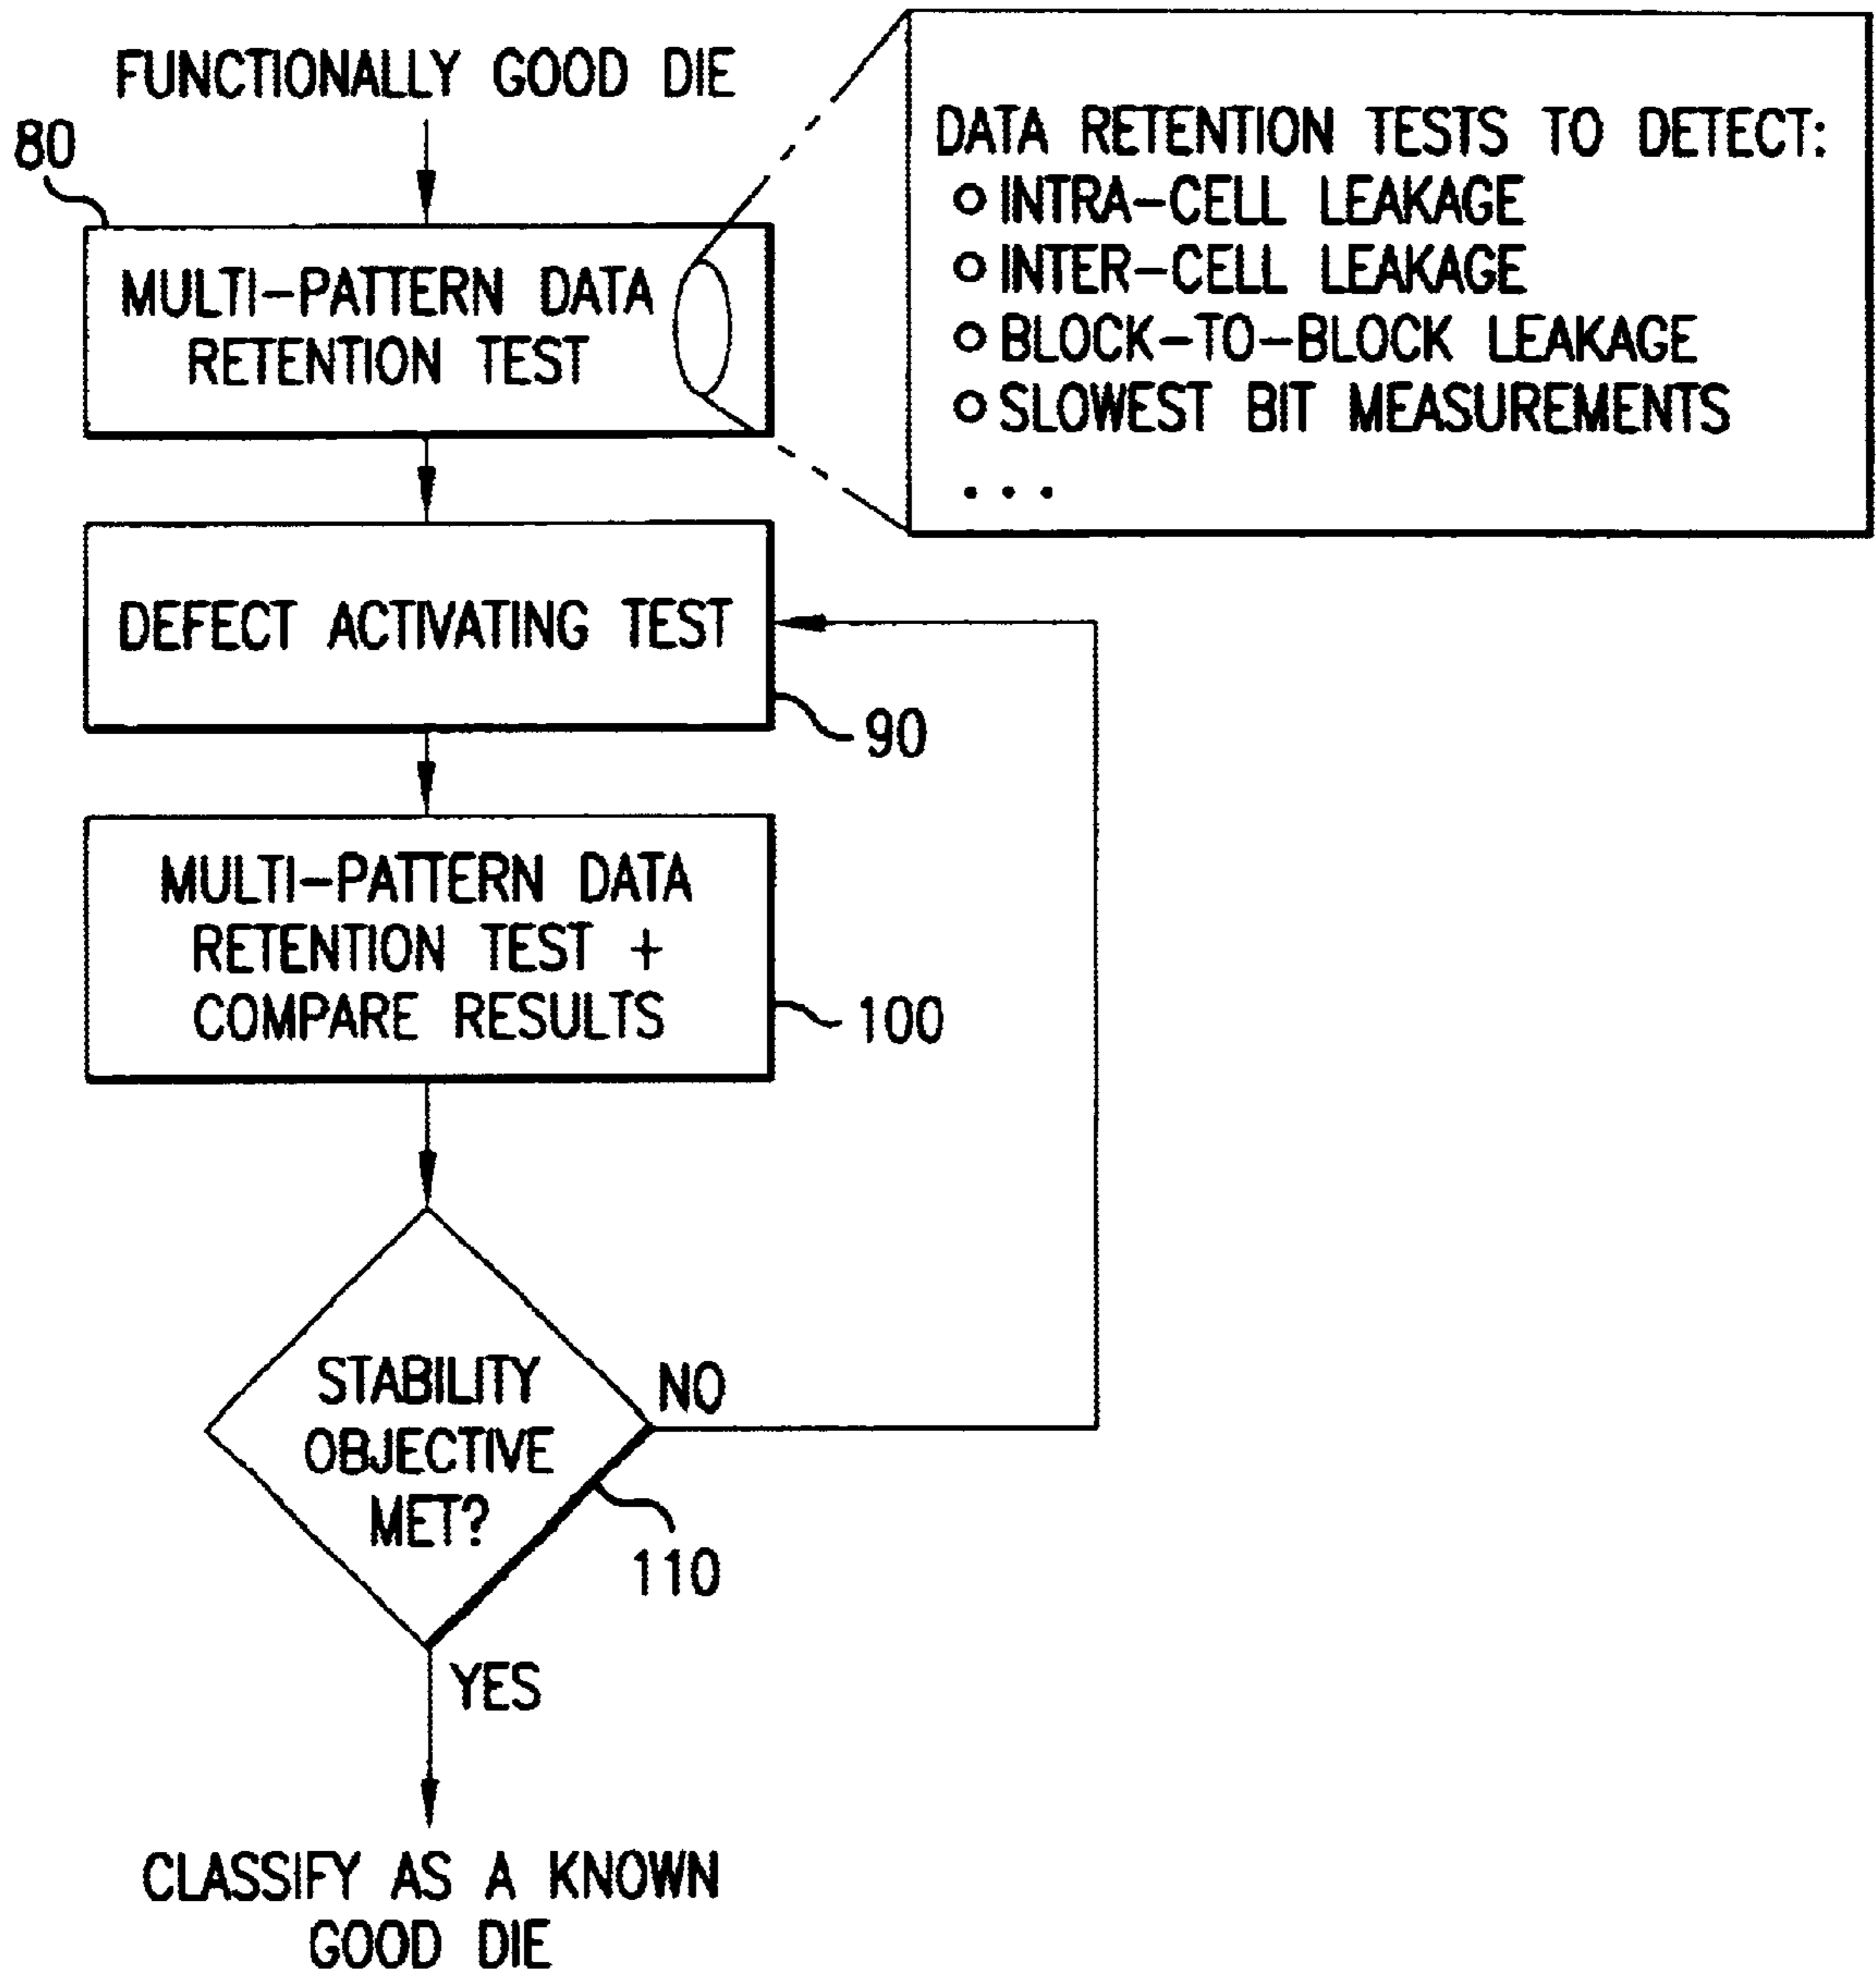 FUNCTIONALLY GOOD DIE
80
MULTI-PATTERN DATA
RETENTION TEST
DATA RETENTION TESTS TO DETECT:
○ INTRA-CELL LEAKAGE
○ INTER-CELL LEAKAGE
○ BLOCK-TO-BLOCK LEAKAGE
○ SLOWEST BIT MEASUREMENTS
. . .
DEFECT ACTIVATING TEST
90
MULTI-PATTERN DATA
RETENTION TEST +
COMPARE RESULTS
100
STABILITY
OBJECTIVE
MET?
NO
110
YES
CLASSIFY AS A KNOWN
GOOD DIE